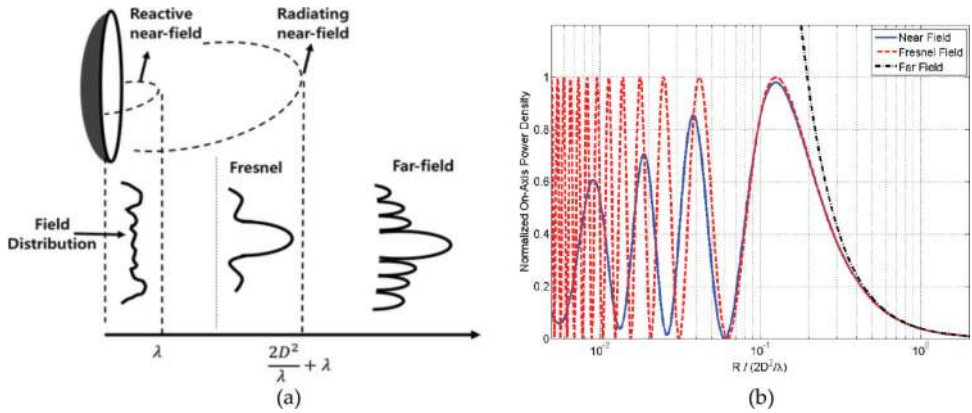 (a)
Reactive
near-field
Radiating
near-field
Fresnel
Far-field
Field
Distribution
λ
2D²/λ + λ
(a)
(b)
Normalized On-Axis Power Density
1
0.8
0.6
0.4
0.2
0
10⁻²
10⁻¹
10⁰
R / (2D²/λ)
Near Field
Fresnel Field
Far Field
(b)